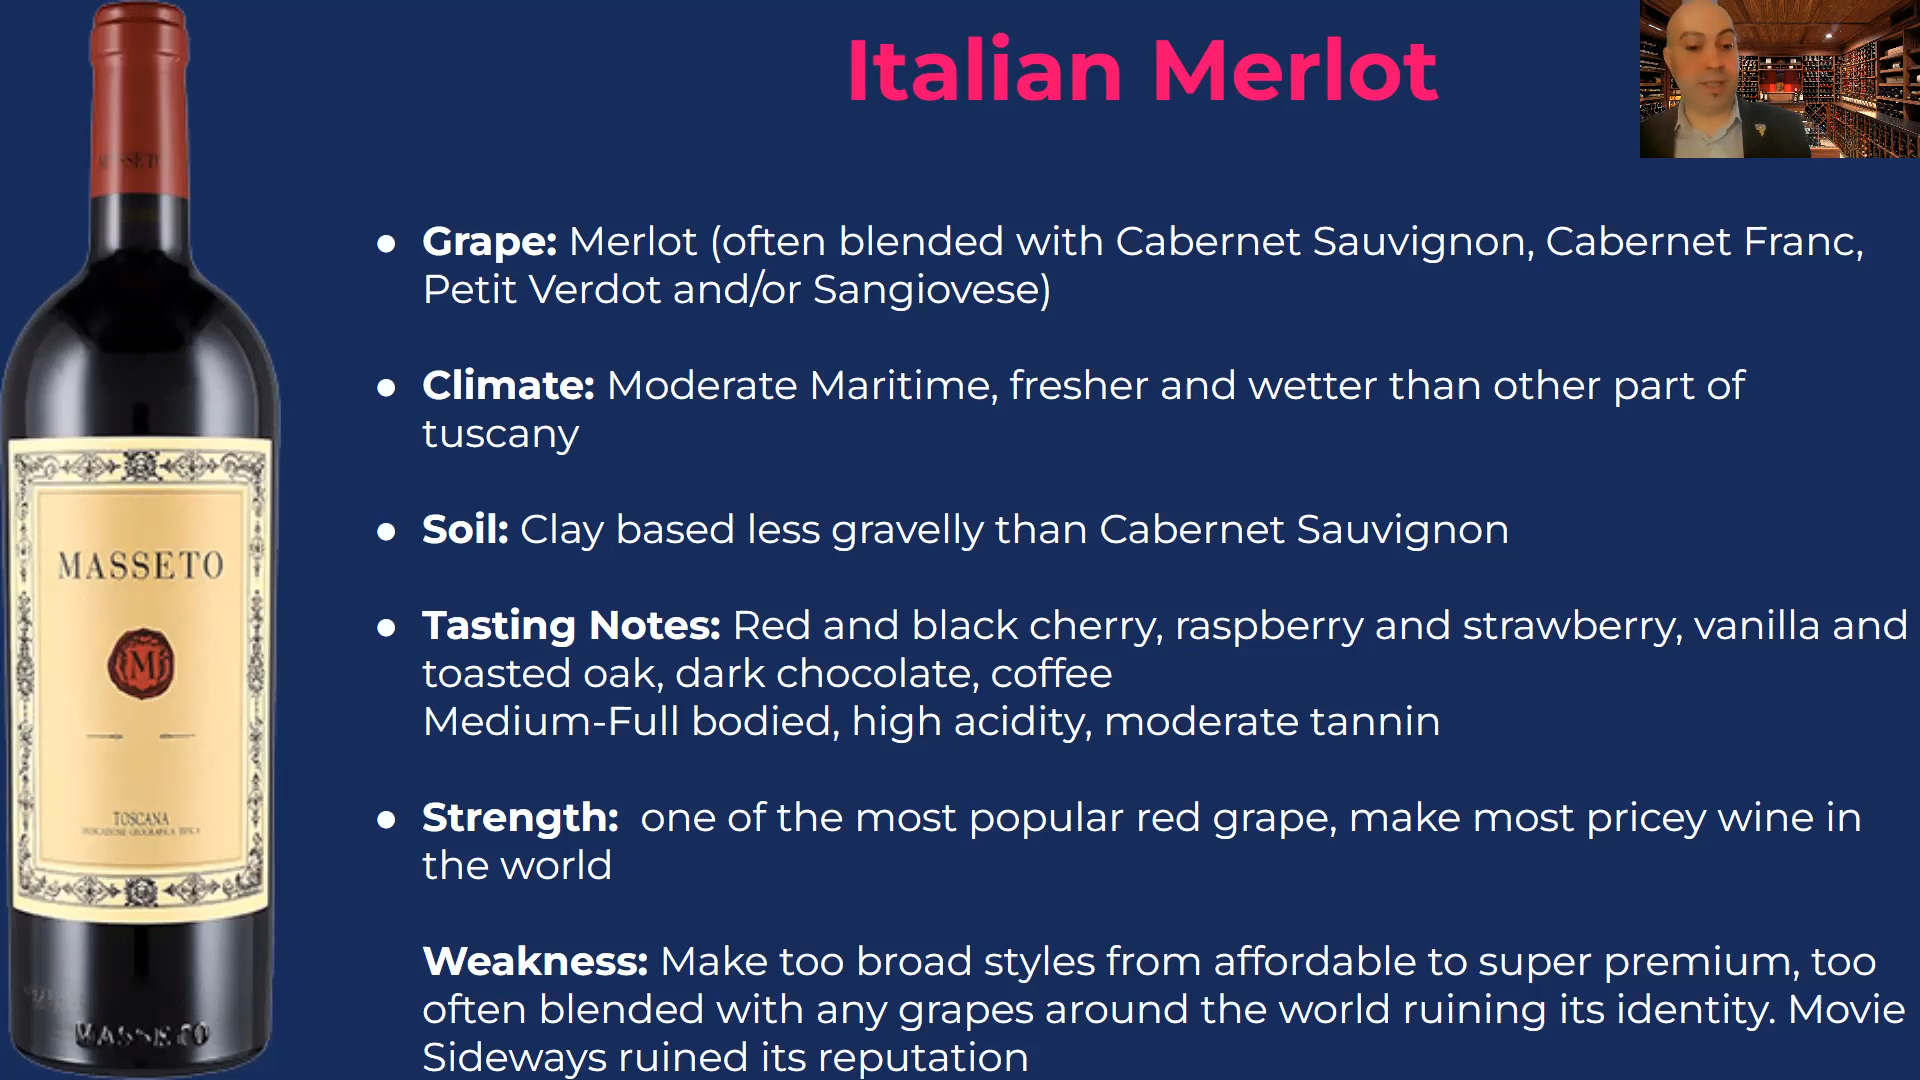 Italian Merlot
● Grape: Merlot (often blended with Cabernet Sauvignon, Cabernet Franc,
Petit Verdot and/or Sangiovese)
● Climate: Moderate Maritime, fresher and wetter than other part of
tuscany
● Soil: Clay based less gravelly than Cabernet Sauvignon
● Tasting Notes: Red and black cherry, raspberry and strawberry, vanilla and
toasted oak, dark chocolate, coffee
Medium-Full bodied, high acidity, moderate tannin
● Strength: one of the most popular red grape, make most pricey wine in
the world
Weakness: Make too broad styles from affordable to super premium, too
often blended with any grapes around the world ruining its identity. Movie
Sideways ruined its reputation
MASSETO
MASSETO
M
TOSCANA
INDICAZIONE GEOGRAFICA TIPICA
MASSETO